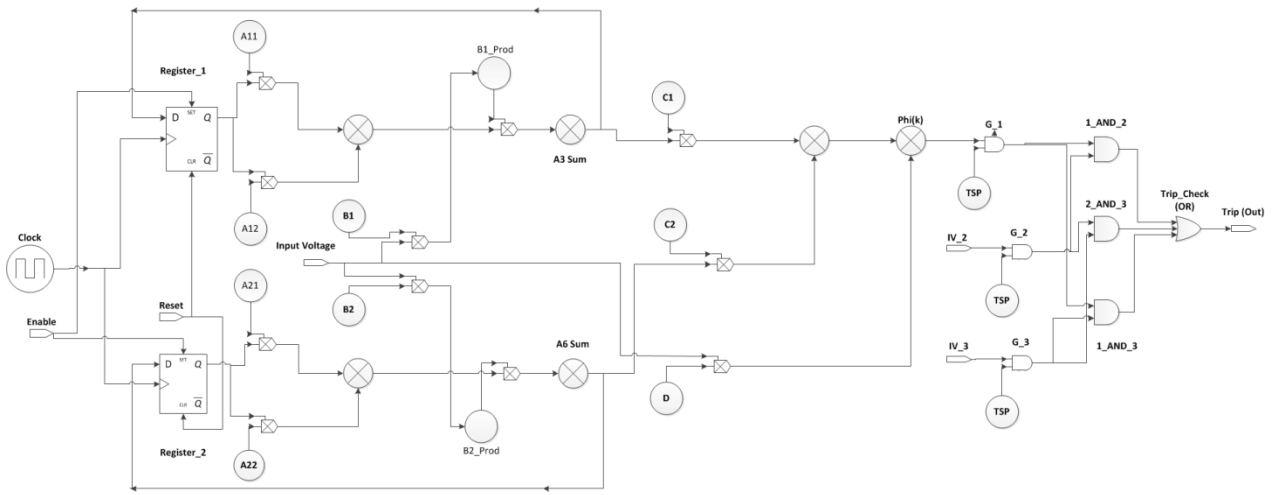 A11
B1_Prod
Register_1
C1
D
SET
Q
CLR
Q
A12
A3 Sum
Phi(k)
G_1
1_AND_2
TSP
Trip_Check
(OR)
Trip (Out)
B1
Input Voltage
C2
2_AND_3
IV_2
G_2
TSP
Clock
A21
B2
Reset
Enable
A6 Sum
D
SET
Q
CLR
Q
D
IV_3
G_3
1_AND_3
TSP
Register_2
A22
B2_Prod